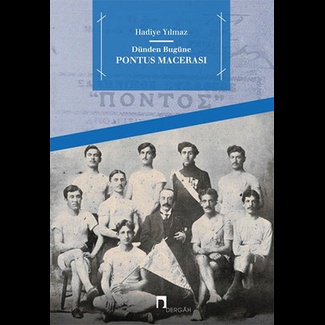 Hadiye Yılmaz
Dünden Bugüne
PONTUS MACERASI
"ΠΟΝΤΟΣ"
DERGÂH